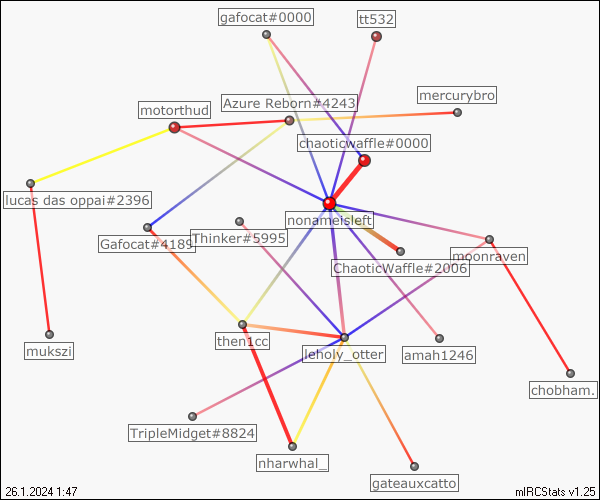 gafocat#0000
tt532
mercurybro
Azure Reborn#4243
motorthud
chaoticwaffle#0000
lucas das oppai#2396
nonameisleft
Gafocat#4189
Thinker#5995
moonraven
ChaoticWaffle#2006
then1cc
leholy_otter
amah1246
mukszi
chobham.
TripleMidget#8824
nharwhal_
gateauxcatto
26.1.2024 1:47
mIRCStats v1.25